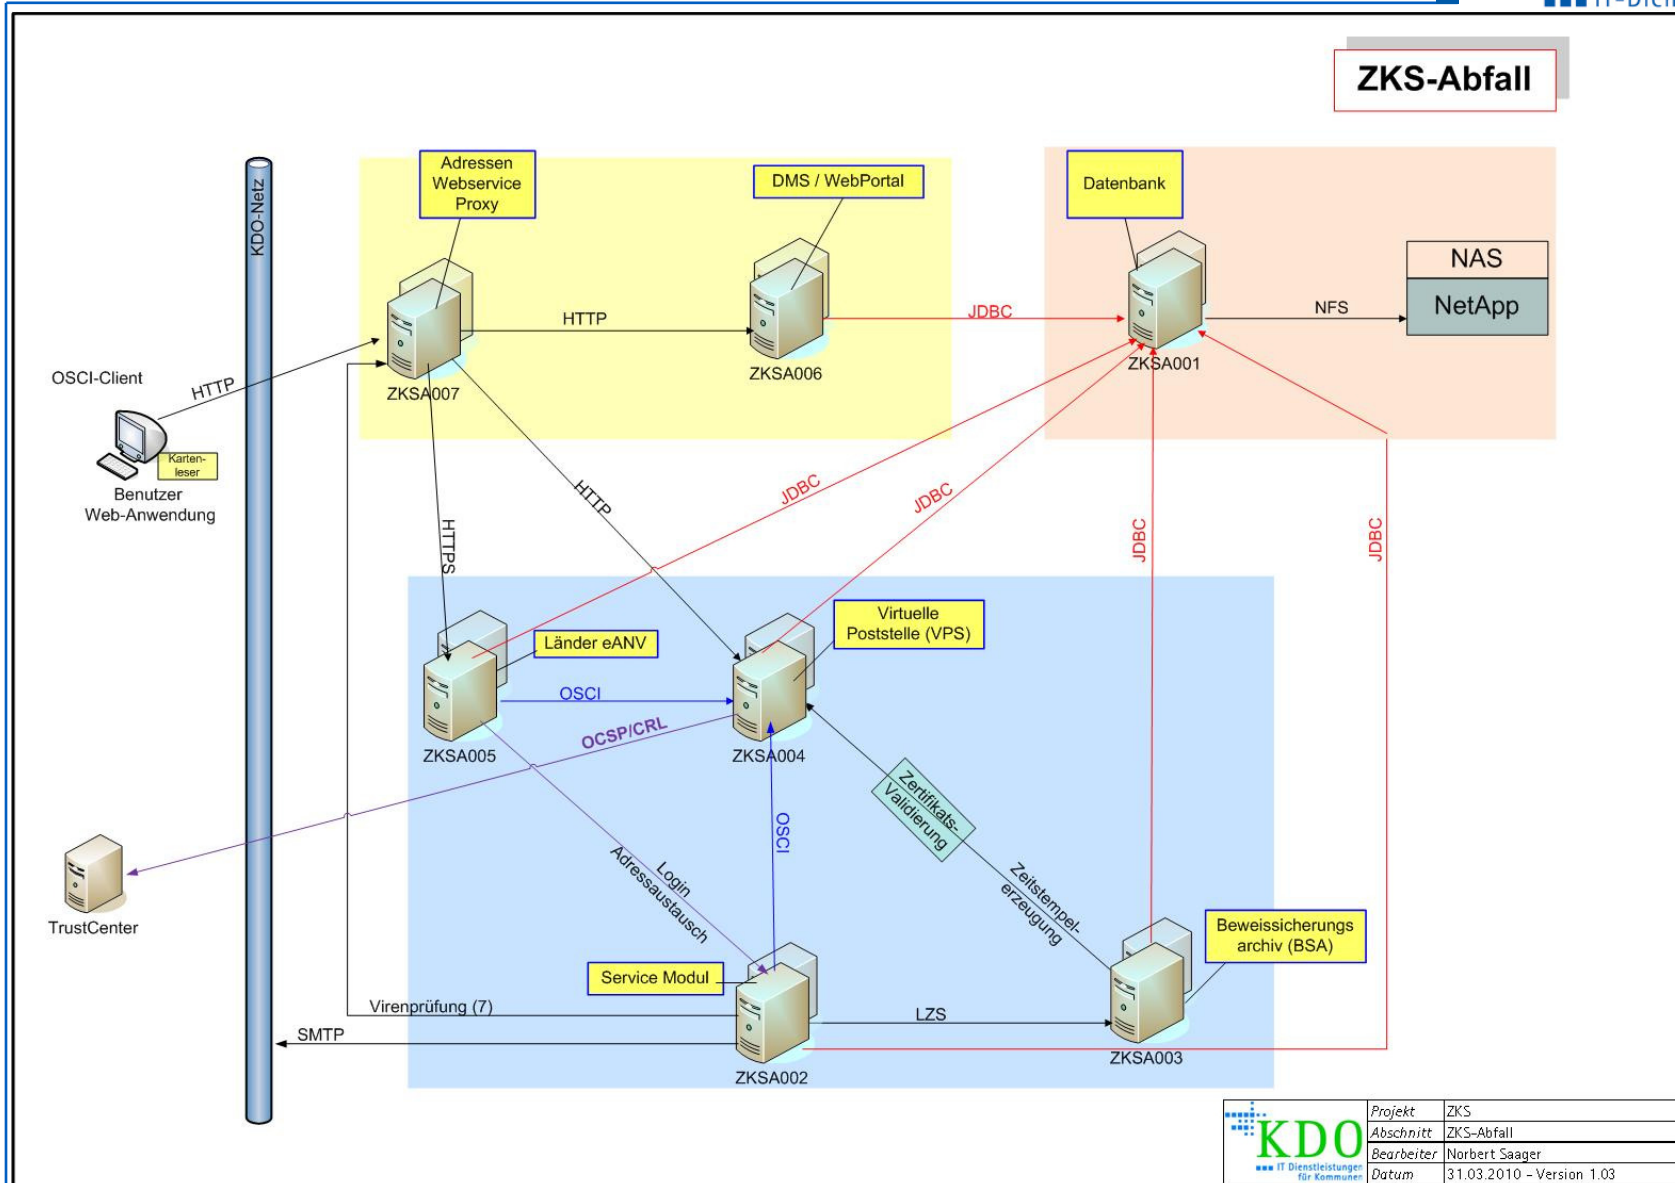 ZKS-Abfall
KDO-Netz
Adressen
Webservice
Proxy
DMS / WebPortal
Datenbank
NAS
NetApp
HTTP
JDBC
NFS
ZKSA007
ZKSA006
ZKSA001
OSCI-Client
HTTP
Karten-
leser
Benutzer
Web-Anwendung
HTTPS
HTTP
JDBC
JDBC
JDBC
JDBC
Länder eANV
Virtuelle
Poststelle (VPS)
OSCI
OCSP/CRL
ZKSA005
ZKSA004
Zertifikats-
Validierung
OSCI
Login
Adressaustausch
Zeitstempel-
erzeugung
TrustCenter
Beweissicherungs
archiv (BSA)
Service Modul
Virenprüfung (7)
LZS
SMTP
ZKSA003
ZKSA002
KDO
IT Dienstleistungen
für Kommunen
Projekt ZKS
Abschnitt ZKS-Abfall
Bearbeiter Norbert Saager
Datum 31.03.2010 - Version 1.03